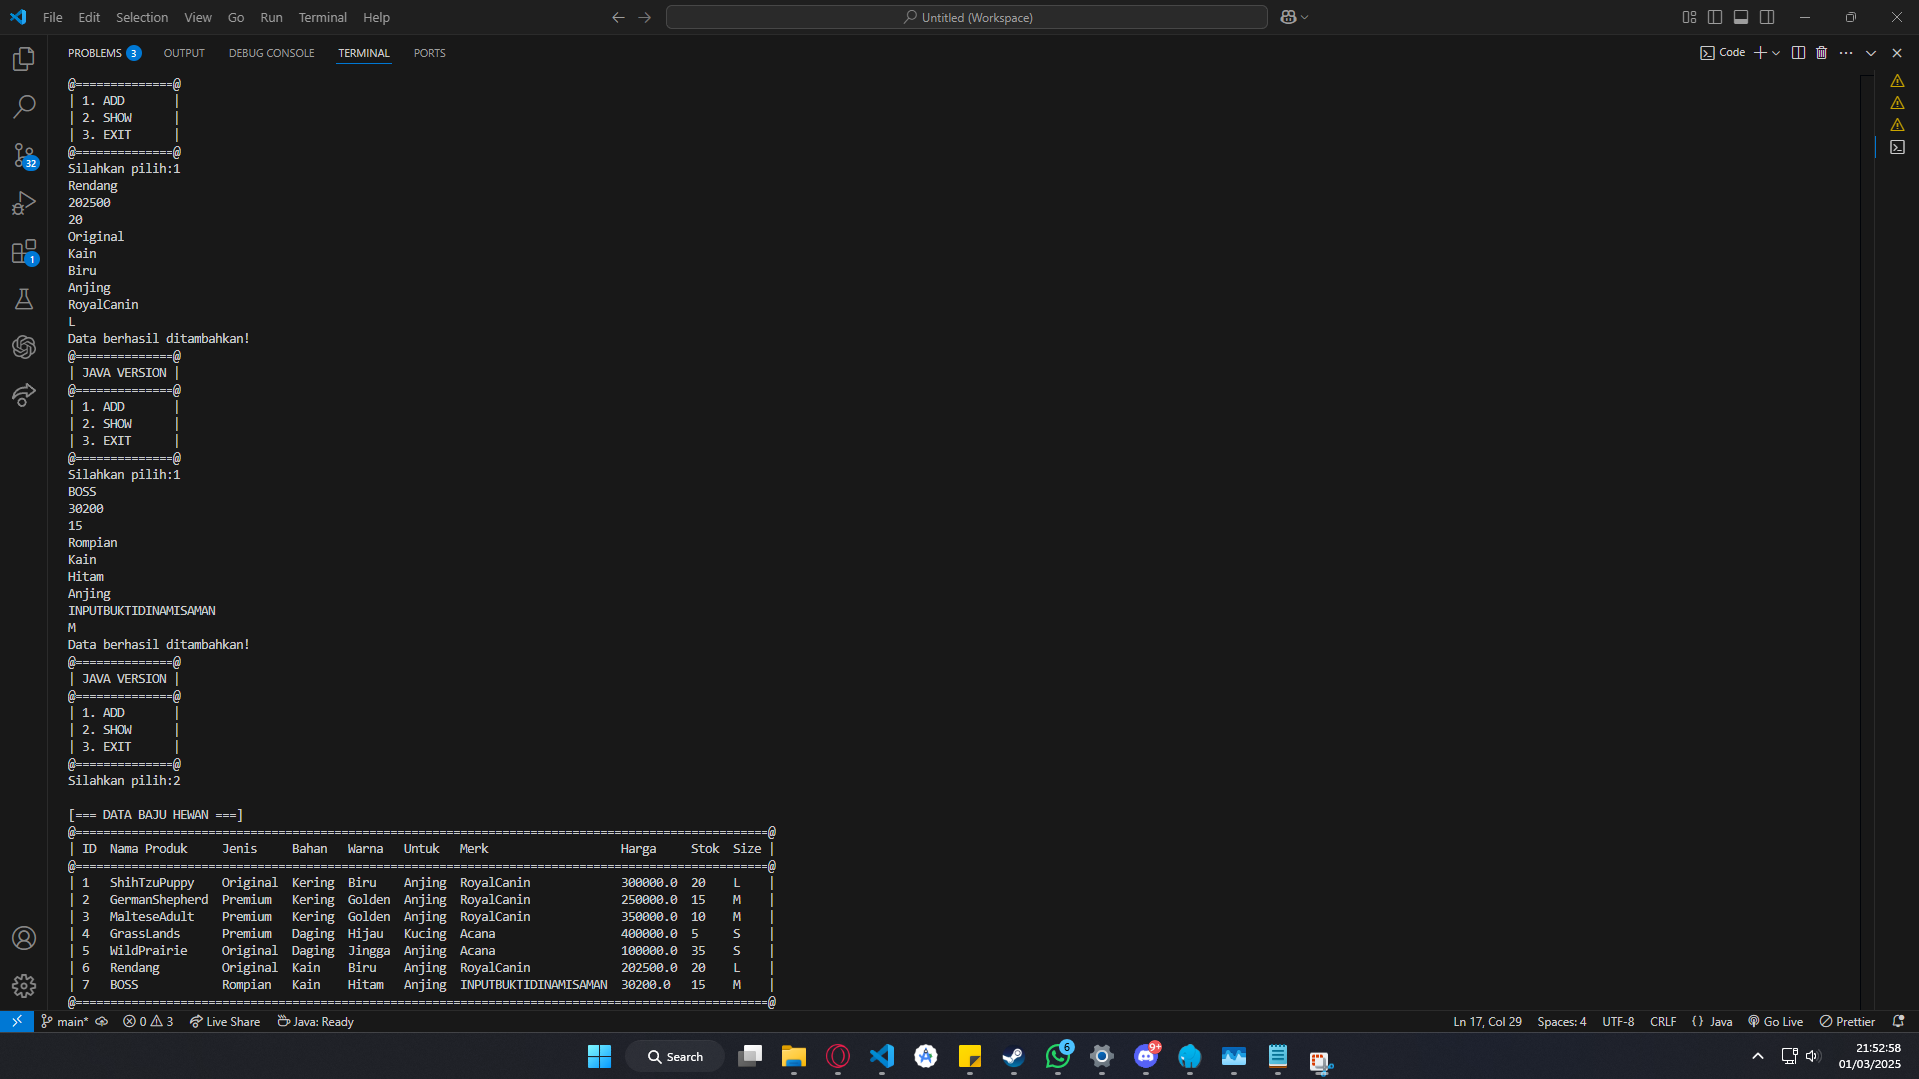 File Edit Selection View Go Run Terminal Help
Untitled (Workspace)
PROBLEMS 3 OUTPUT DEBUG CONSOLE TERMINAL PORTS
Code
@==============@
| 1. ADD       |
| 2. SHOW      |
| 3. EXIT      |
@==============@
Silahkan pilih:1
Rendang
202500
20
Original
Kain
Biru
Anjing
RoyalCanin
L
Data berhasil ditambahkan!
@==============@
| JAVA VERSION |
@==============@
| 1. ADD       |
| 2. SHOW      |
| 3. EXIT      |
@==============@
Silahkan pilih:1
BOSS
30200
15
Rompian
Kain
Hitam
Anjing
INPUTBUKTIDINAMISAMAN
M
Data berhasil ditambahkan!
@==============@
| JAVA VERSION |
@==============@
| 1. ADD       |
| 2. SHOW      |
| 3. EXIT      |
@==============@
Silahkan pilih:2
[=== DATA BAJU HEWAN ===]
@===================================================================================================@
| ID  Nama Produk     Jenis     Bahan   Warna   Untuk   Merk                   Harga     Stok  Size |
@===================================================================================================@
| 1   ShihTzuPuppy    Original  Kering  Biru    Anjing  RoyalCanin             300000.0  20    L    |
| 2   GermanShepherd  Premium   Kering  Golden  Anjing  RoyalCanin             250000.0  15    M    |
| 3   MalteseAdult    Premium   Kering  Golden  Anjing  RoyalCanin             350000.0  10    M    |
| 4   GrassLands      Premium   Daging  Hijau   Kucing  Acana                  400000.0  5     S    |
| 5   WildPrairie     Original  Daging  Jingga  Anjing  Acana                  100000.0  35    S    |
| 6   Rendang         Original  Kain    Biru    Anjing  RoyalCanin             202500.0  20    L    |
| 7   BOSS            Rompian   Kain    Hitam   Anjing  INPUTBUKTIDINAMISAMAN  30200.0   15    M    |
@===================================================================================================@
32
1
main* 0 3 Live Share Java: Ready Ln 17, Col 29 Spaces: 4 UTF-8 CRLF {} Java Go Live Prettier
Search 6 9+ 21:52:58
01/03/2025